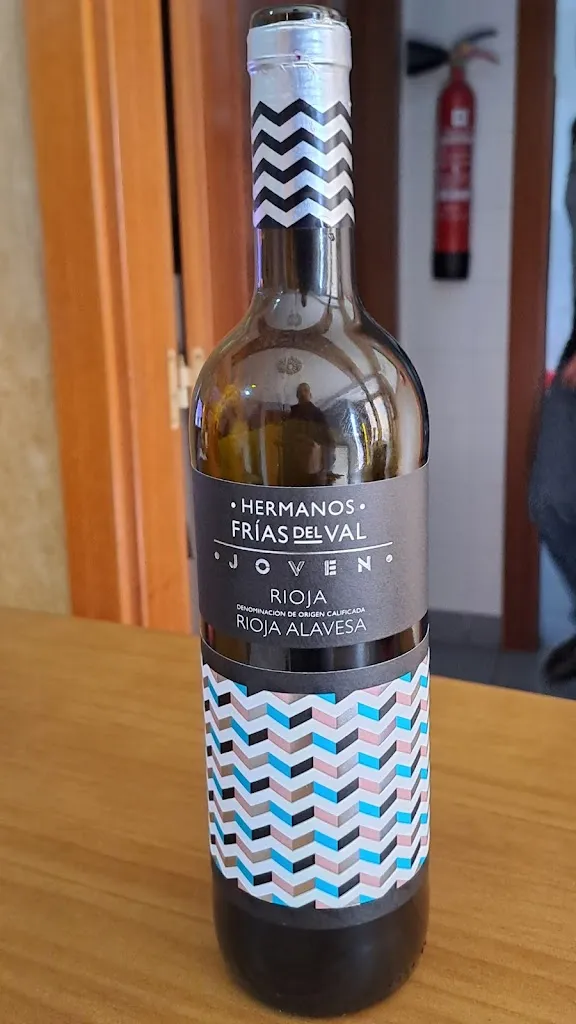 • HERMANOS •
FRÍAS DEL VAL
• JOVEN •
RIOJA
DENOMINACIÓN DE ORIGEN CALIFICADA
RIOJA ALAVESA